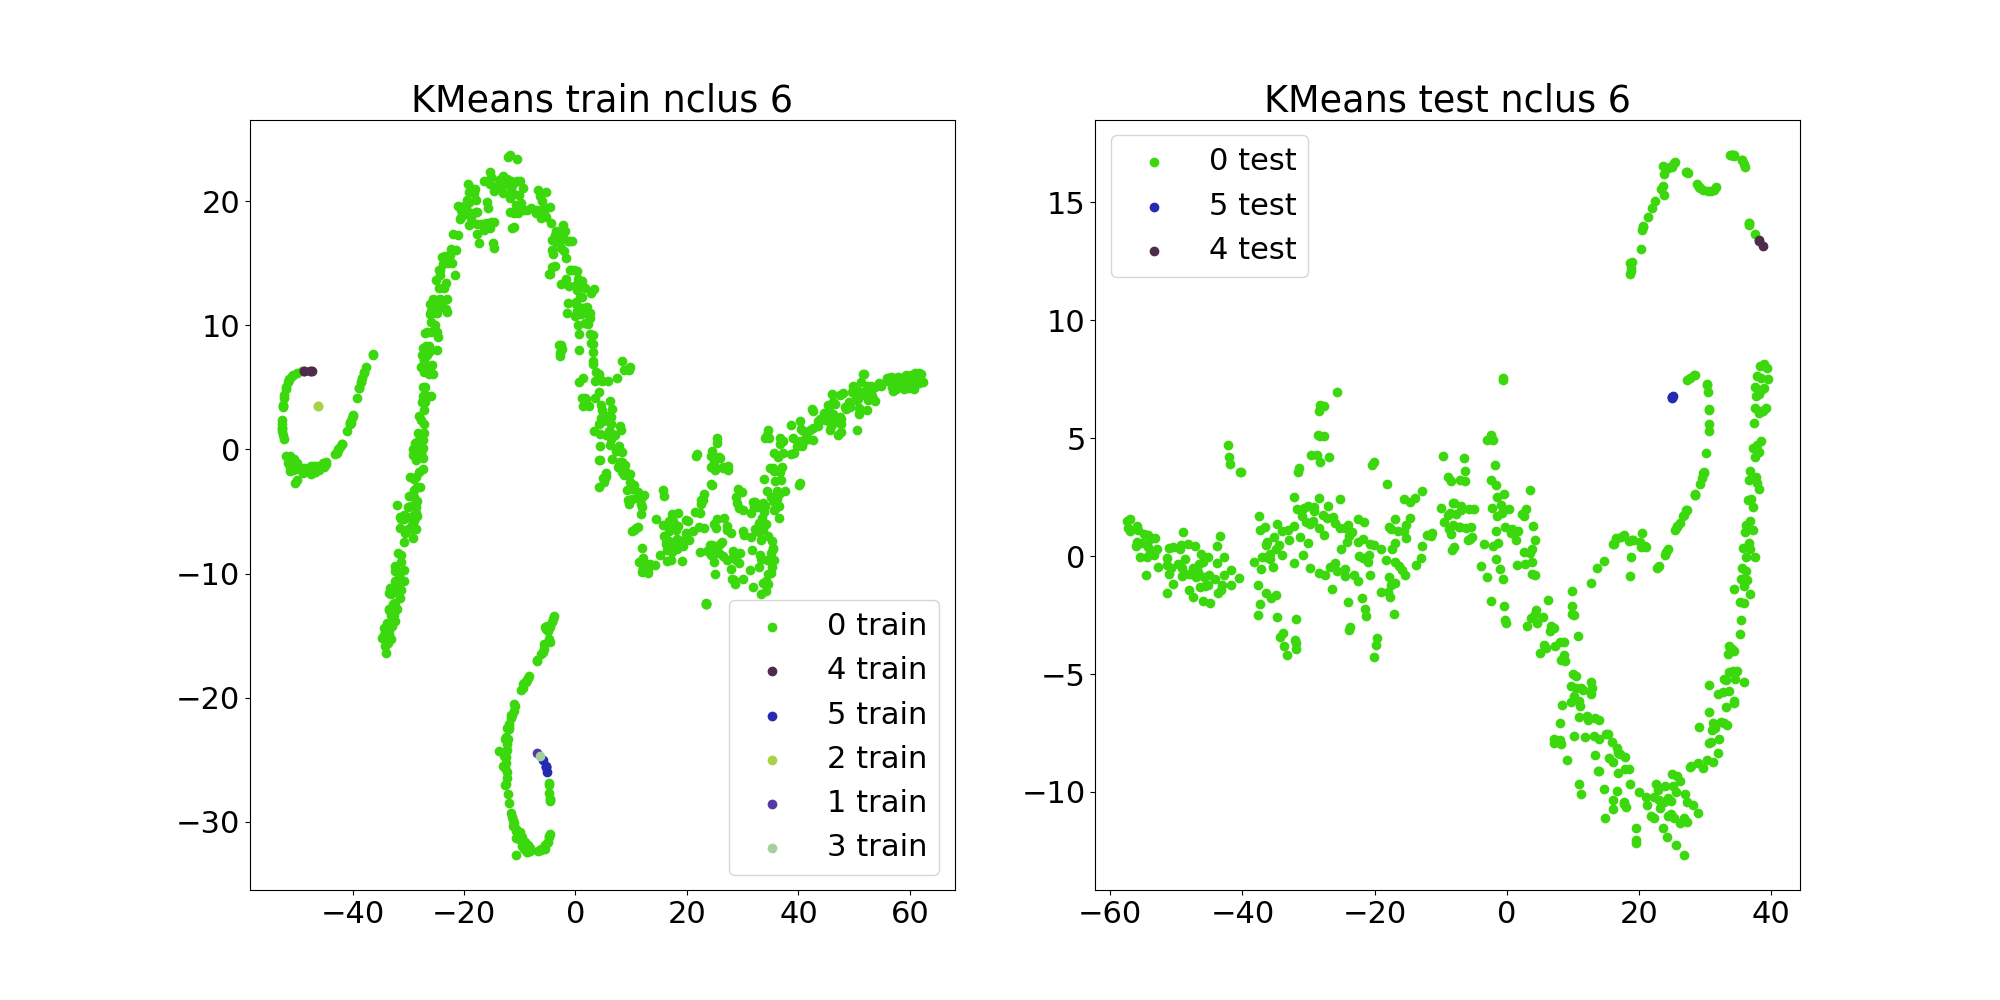 KMeans train nclus 6
20
10
0
−10
−20
−30
−40 −20 0 20 40 60
0 train
4 train
5 train
2 train
1 train
3 train
KMeans test nclus 6
15
10
5
0
−5
−10
−60 −40 −20 0 20 40
0 test
5 test
4 test